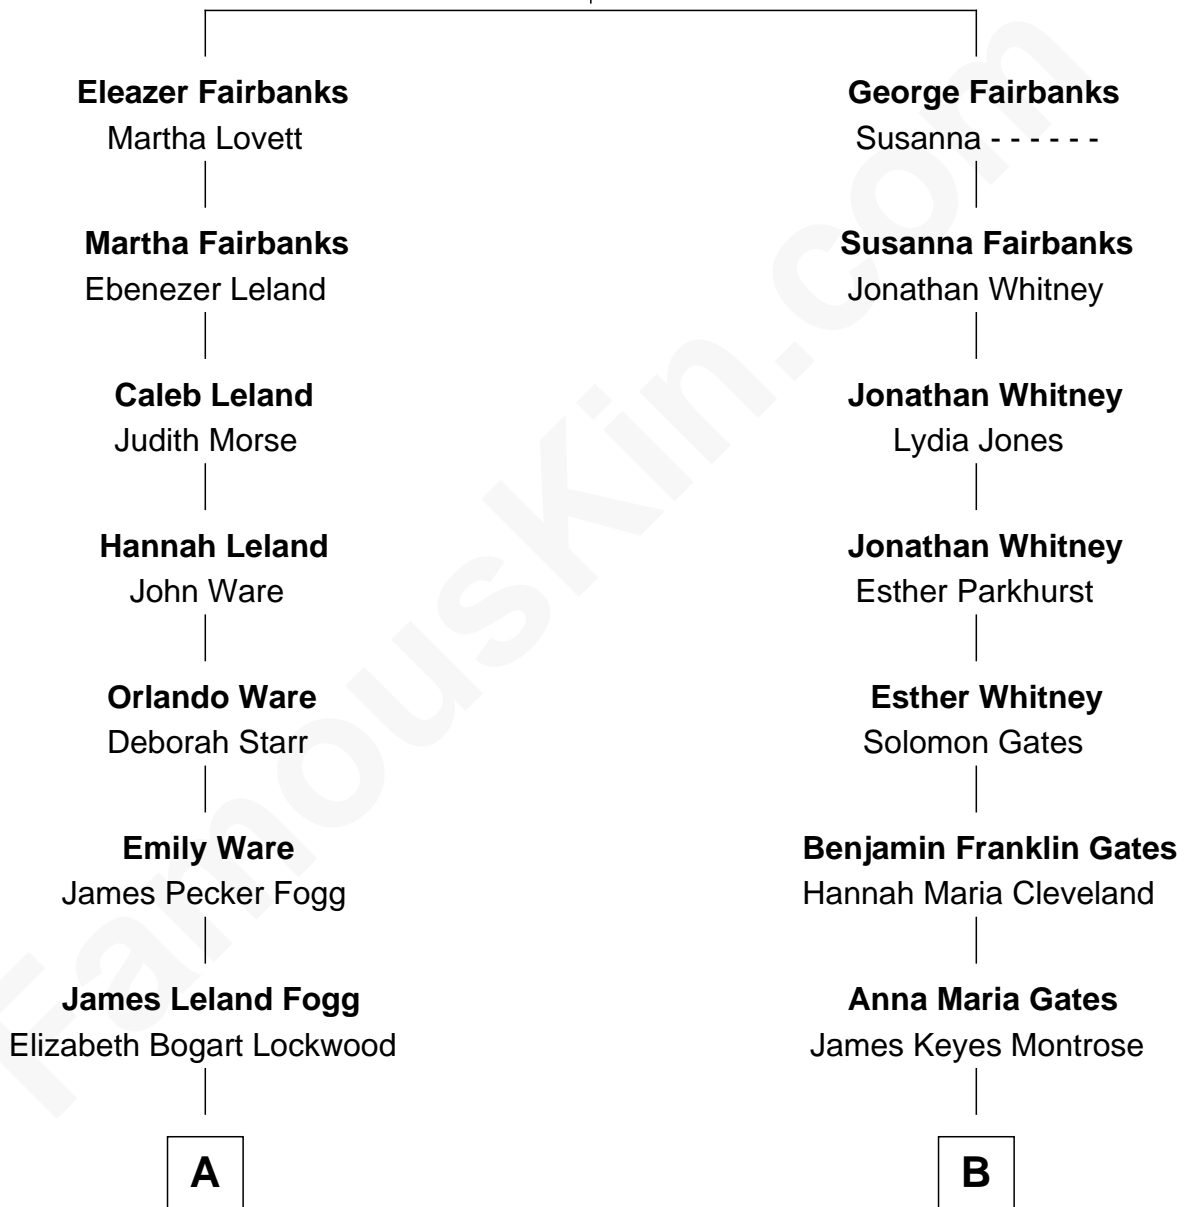 Eleazer Fairbanks
Martha Lovett
Martha Fairbanks
Ebenezer Leland
Caleb Leland
Judith Morse
Hannah Leland
John Ware
Orlando Ware
Deborah Starr
Emily Ware
James Pecker Fogg
James Leland Fogg
Elizabeth Bogart Lockwood
A
George Fairbanks
Susanna - - - - - -
Susanna Fairbanks
Jonathan Whitney
Jonathan Whitney
Lydia Jones
Jonathan Whitney
Esther Parkhurst
Esther Whitney
Solomon Gates
Benjamin Franklin Gates
Hannah Maria Cleveland
Anna Maria Gates
James Keyes Montrose
B
FamousKin.com